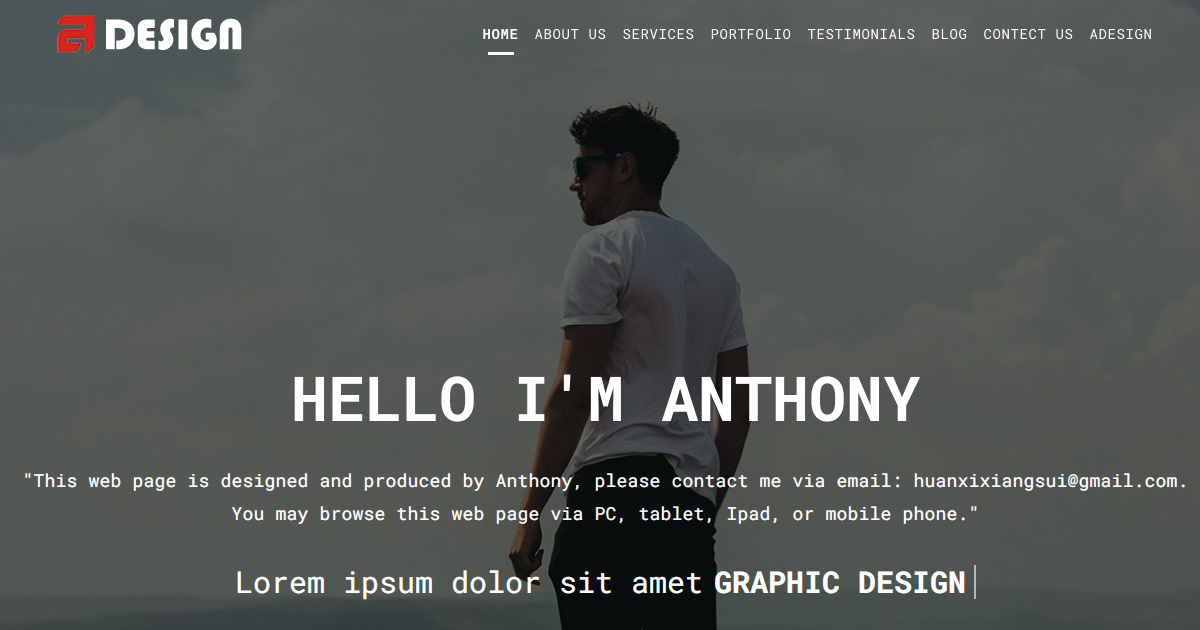 a DESIGN
HOME ABOUT US SERVICES PORTFOLIO TESTIMONIALS BLOG CONTECT US ADESIGN
HELLO I'M ANTHONY
"This web page is designed and produced by Anthony, please contact me via email: huanxixiangsui@gmail.com.
You may browse this web page via PC, tablet, Ipad, or mobile phone."
Lorem ipsum dolor sit amet GRAPHIC DESIGN